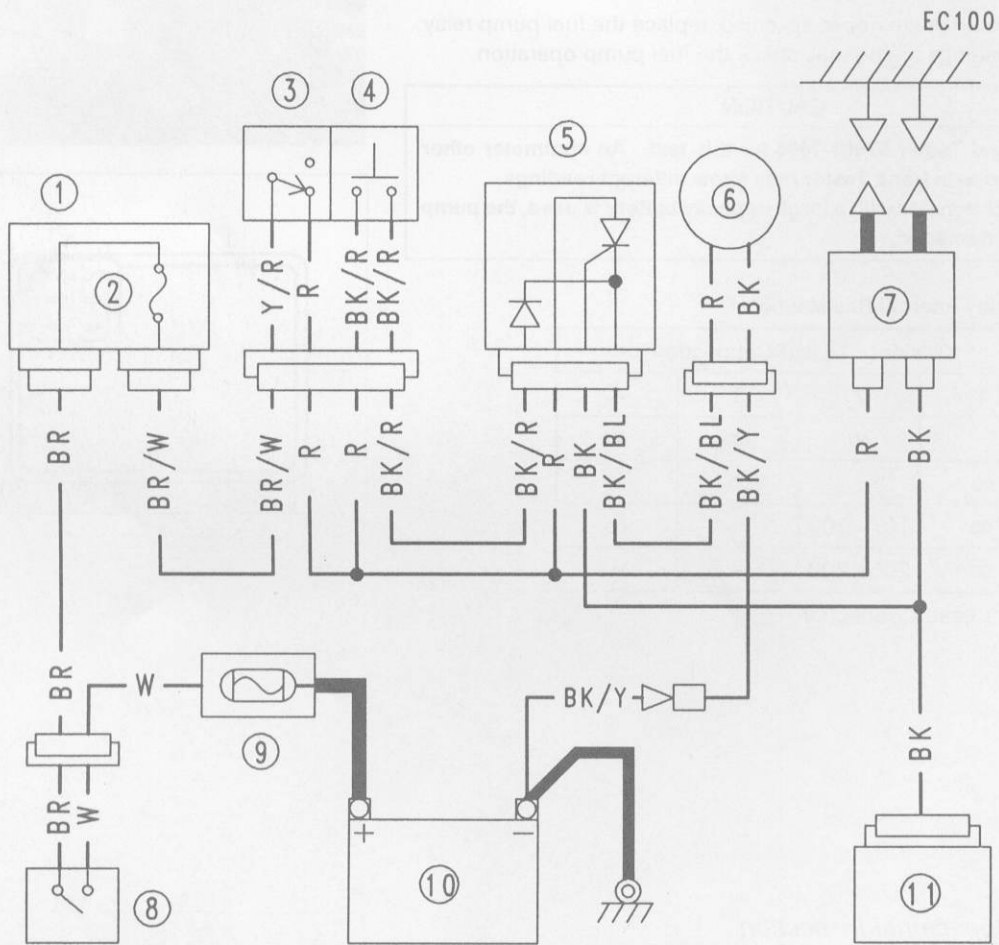 EC100
3 4
5
1
6
2
7
Y/R R BK/R BK/R
R BK
BR BR/W BR/W R R BK/R BK/R R BK BK/BL BK/BL BK/Y R BK
BR W
BK/Y
9
BK
BR W
+ −
8 10 11